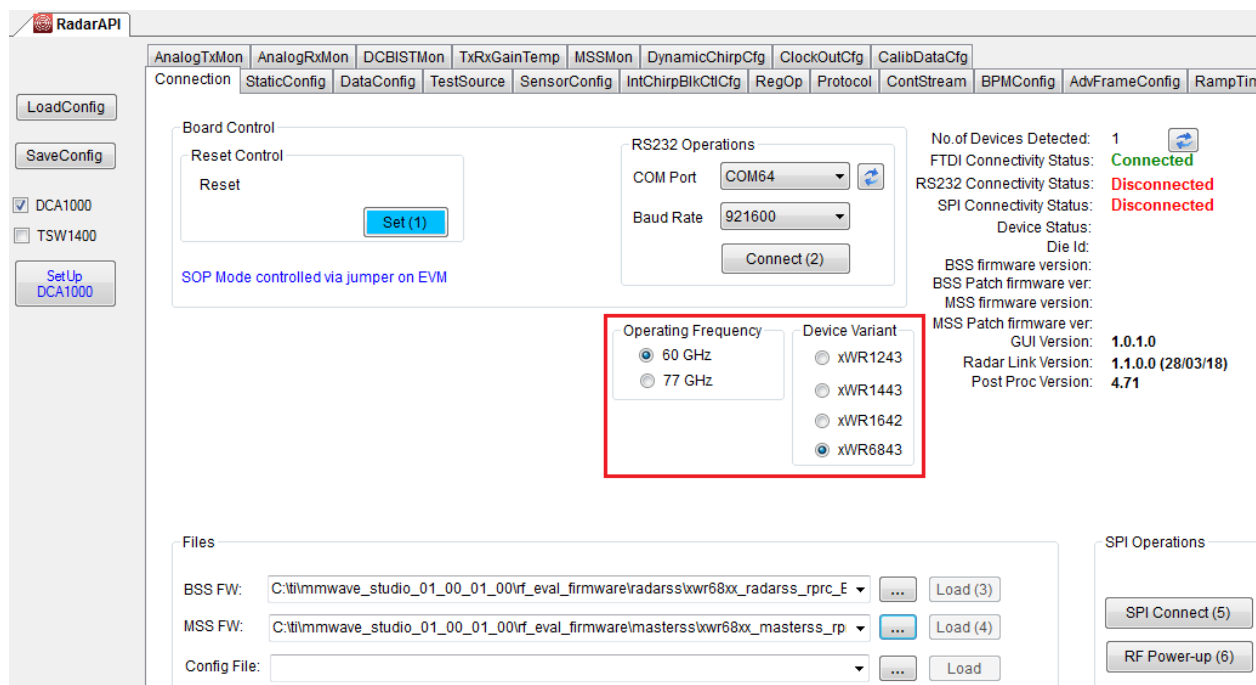 RadarAPI
AnalogTxMon AnalogRxMon DCBISTMon TxRxGainTemp MSSMon DynamicChirpCfg ClockOutCfg CalibDataCfg
Connection StaticConfig DataConfig TestSource SensorConfig IntChirpBlkCtlCfg RegOp Protocol ContStream BPMConfig AdvFrameConfig RampTin
LoadConfig
SaveConfig
DCA1000
TSW1400
SetUp
DCA1000
Board Control
Reset Control
Reset
Set (1)
SOP Mode controlled via jumper on EVM
RS232 Operations
COM Port COM64
Baud Rate 921600
Connect (2)
No.of Devices Detected: 1
FTDI Connectivity Status: Connected
RS232 Connectivity Status: Disconnected
SPI Connectivity Status: Disconnected
Device Status:
Die Id:
BSS firmware version:
BSS Patch firmware ver:
MSS firmware version:
MSS Patch firmware ver:
GUI Version: 1.0.1.0
Radar Link Version: 1.1.0.0 (28/03/18)
Post Proc Version: 4.71
Operating Frequency
60 GHz
77 GHz
Device Variant
xWR1243
xWR1443
xWR1642
xWR6843
Files
BSS FW: C:\ti\mmwave_studio_01_00_01_00\rf_eval_firmware\radarss\xwr68xx_radarss_rprc_E ... Load (3)
MSS FW: C:\ti\mmwave_studio_01_00_01_00\rf_eval_firmware\masterss\xwr68xx_masterss_rp ... Load (4)
Config File: ... Load
SPI Operations
SPI Connect (5)
RF Power-up (6)